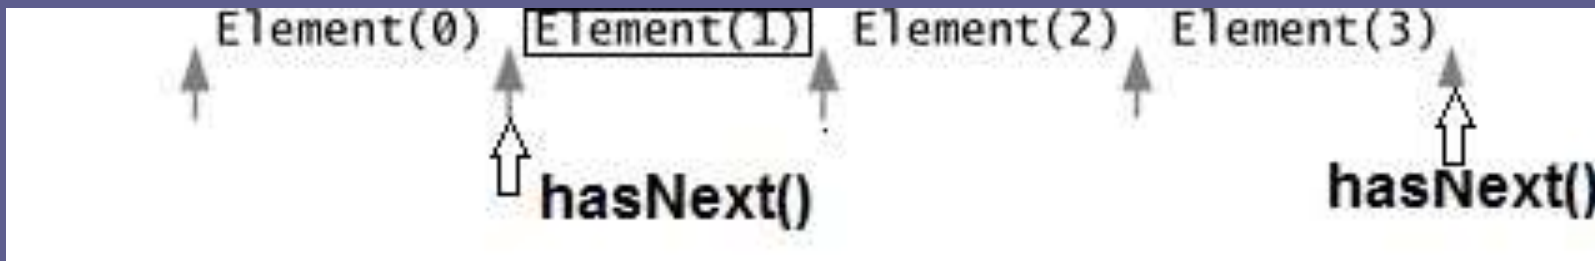 Element(0) Element(1) Element(2) Element(3)
hasNext() hasNext()